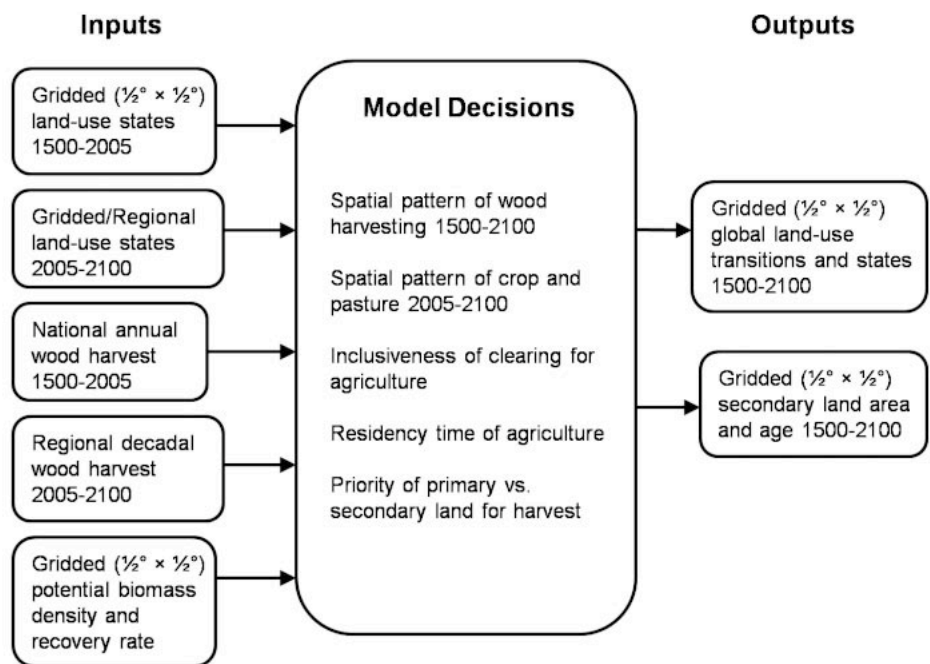 Inputs
Gridded (½° × ½°)
land-use states
1500-2005
Gridded/Regional
land-use states
2005-2100
National annual
wood harvest
1500-2005
Regional decadal
wood harvest
2005-2100
Gridded (½° × ½°)
potential biomass
density and
recovery rate
Model Decisions
Spatial pattern of wood
harvesting 1500-2100
Spatial pattern of crop and
pasture 2005-2100
Inclusiveness of clearing for
agriculture
Residency time of agriculture
Priority of primary vs.
secondary land for harvest
Outputs
Gridded (½° × ½°)
global land-use
transitions and states
1500-2100
Gridded (½° × ½°)
secondary land area
and age 1500-2100